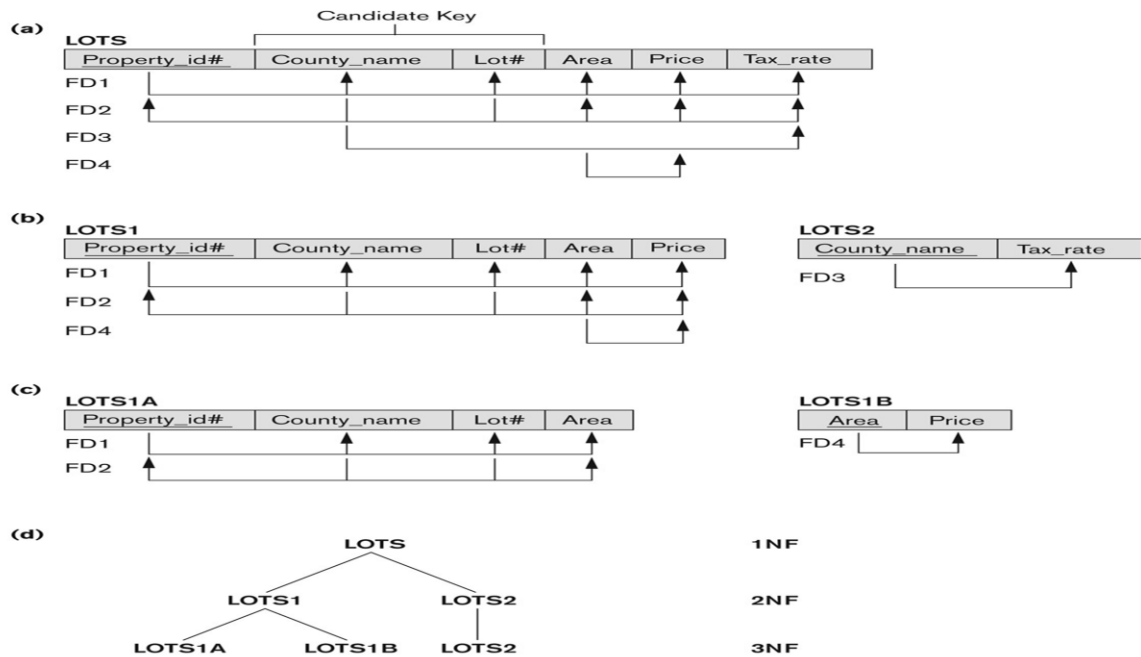 Candidate Key
(a)
LOTS
Property_id# County_name Lot# Area Price Tax_rate
FD1
FD2
FD3
FD4
(b)
LOTS1
Property_id# County_name Lot# Area Price
FD1
FD2
FD4
LOTS2
County_name Tax_rate
FD3
(c)
LOTS1A
Property_id# County_name Lot# Area
FD1
FD2
LOTS1B
Area Price
FD4
(d)
LOTS 1NF
LOTS1 LOTS2 2NF
LOTS1A LOTS1B LOTS2 3NF